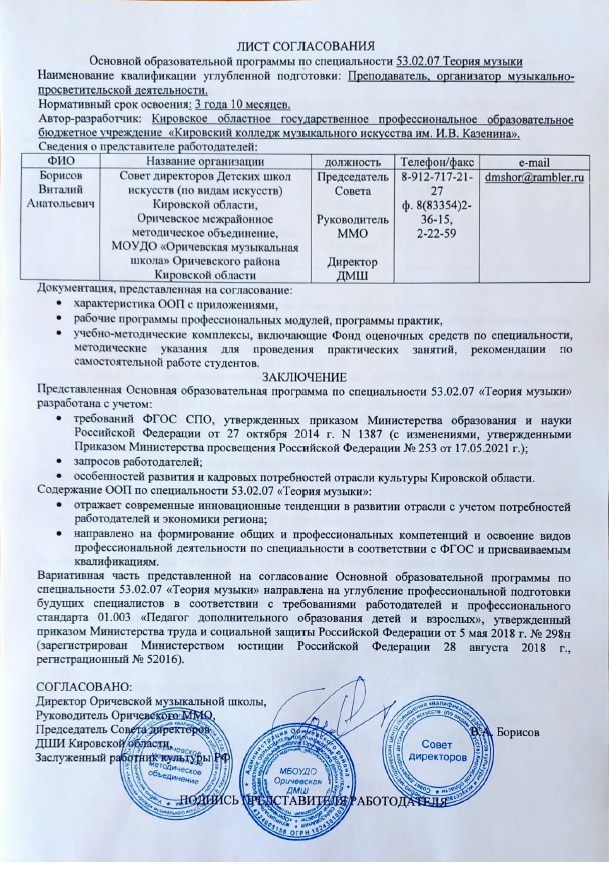 ЛИСТ СОГЛАСОВАНИЯ
Основной образовательной программы по специальности 53.02.07 Теория музыки
Наименование квалификации углубленной подготовки: Преподаватель, организатор музыкально-
просветительской деятельности.
Нормативный срок освоения: 3 года 10 месяцев.
Автор-разработчик: Кировское областное государственное профессиональное образовательное
бюджетное учреждение «Кировский колледж музыкального искусства им. И.В. Казенина».
Сведения о представителе работодателей:
ФИО Название организации должность Телефон/факс e-mail
Борисов Совет директоров Детских школ Председатель 8-912-717-21- dmshor@rambler.ru
Виталий искусств (по видам искусств) Совета 27
Анатольевич Кировской области, ф. 8(83354)2-
Оричевское межрайонное Руководитель 36-15,
методическое объединение, ММО 2-22-59
МОУДО «Оричевская музыкальная
школа» Оричевского района Директор
Кировской области ДМШ
Документация, представленная на согласование:
• характеристика ООП с приложениями,
• рабочие программы профессиональных модулей, программы практик,
• учебно-методические комплексы, включающие Фонд оценочных средств по специальности,
методические указания для проведения практических занятий, рекомендации по
самостоятельной работе студентов.
ЗАКЛЮЧЕНИЕ
Представленная Основная образовательная программа по специальности 53.02.07 «Теория музыки»
разработана с учетом:
• требований ФГОС СПО, утвержденных приказом Министерства образования и науки
Российской Федерации от 27 октября 2014 г. N 1387 (с изменениями, утвержденными
Приказом Министерства просвещения Российской Федерации № 253 от 17.05.2021 г.);
• запросов работодателей;
• особенностей развития и кадровых потребностей отрасли культуры Кировской области.
Содержание ООП по специальности 53.02.07 «Теория музыки»:
• отражает современные инновационные тенденции в развитии отрасли с учетом потребностей
работодателей и экономики региона;
• направлено на формирование общих и профессиональных компетенций и освоение видов
профессиональной деятельности по специальности в соответствии с ФГОС и присваиваемым
квалификациям.
Вариативная часть представленной на согласование Основной образовательной программы по
специальности 53.02.07 «Теория музыки» направлена на углубление профессиональной подготовки
будущих специалистов в соответствии с требованиями работодателей и профессионального
стандарта 01.003 «Педагог дополнительного образования детей и взрослых», утвержденный
приказом Министерства труда и социальной защиты Российской Федерации от 5 мая 2018 г. № 298н
(зарегистрирован Министерством юстиции Российской Федерации 28 августа 2018 г.,
регистрационный № 52016).
СОГЛАСОВАНО:
Директор Оричевской музыкальной школы,
Руководитель Оричевского ММО,
Председатель Совета директоров В.А. Борисов
ДШИ Кировской области,
Заслуженный работник культуры РФ
Оричевское
методическое
объединение
МБОУДО
Оричевская
ДМШ
Совет
директоров
ПОДПИСЬ ПРЕДСТАВИТЕЛЯ РАБОТОДАТЕЛЯ